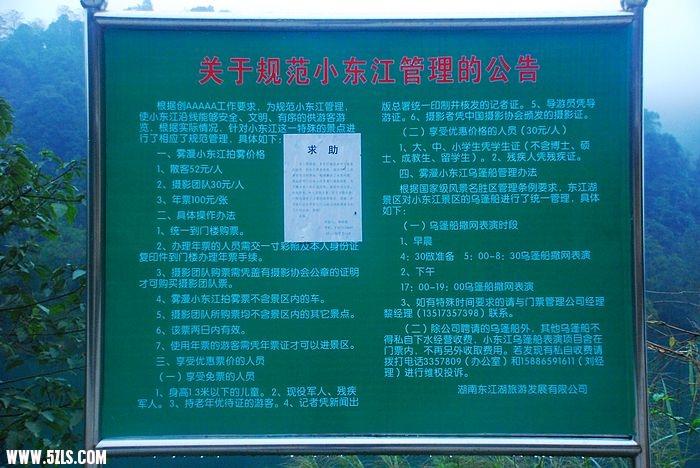 关于规范小东江管理的公告
根据创AAAAA工作要求，为规范小东江管理，
使小东江沿线能够安全、文明、有序的供游客游
览，根据实际情况，针对小东江这一特殊的景点进
行了相应了规范管理，具体如下：
一、雾漫小东江拍雾价格
1、散客52元/人
2、摄影团队30元/人
3、年票100元/张
二、具体操作办法
1、统一到门楼购票。
2、办理年票的人员需交一寸彩照及本人身份证
复印件到门楼办理年票手续。
3、摄影团队购票需凭盖有摄影协会公章的证明
才可购买摄影团队票。
4、雾漫小东江拍雾票不含景区内的车。
5、摄影团队所购票均不含景区内的其它景点。
6、该票两日内有效。
7、使用年票的游客需凭年票证才可以进景区。
三、享受优惠票价的人员
（一）享受免票的人员
1、身高1.3米以下的儿童。2、现役军人、残疾
军人。3、持老年优待证的游客。4、记者凭新闻出
版总署统一印制并核发的记者证。5、导游员凭导
游证。6、摄影者凭中国摄影协会颁发的摄影证。
（二）享受优惠价格的人员（30元/人）
1、大、中、小学生凭学生证（不含博士、硕
士、成教生、留学生）。2、残疾人凭残疾证。
四、雾漫小东江乌篷船管理办法
根据国家级风景名胜区管理条例要求，东江湖
景区对小东江景区的乌篷船进行了统一管理，具体
如下：
（一）乌篷船撒网表演时段
1、早晨
4：30做准备 5：00-8：30乌篷船撒网表演
2、下午
17：00-19：00乌篷船撒网表演
3、如有特殊时间要求的请与门票管理公司经理
黎经理（13517357398）联系。
（二）除公司聘请的乌篷船外，其他乌篷船不
得私自下水经营收费，小东江乌篷船表演项目含在
门票内，不再另外收取费用。若发现有私自收费请
拨打电话3357809（办公室）和15886591611（刘经
理）进行维权投诉。
湖南东江湖旅游发展有限公司
求 助
WWW.5ZLS.COM